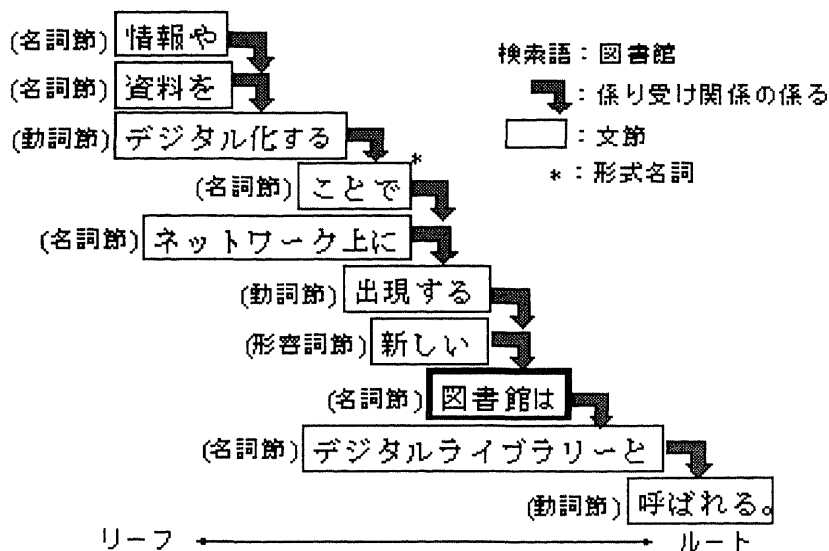 (名詞節) 情報や
検索語：図書館
(名詞節) 資料を
：係り受け関係の係る
(動詞節) デジタル化する
：文節
(名詞節) ことで*
*：形式名詞
(名詞節) ネットワーク上に
(動詞節) 出現する
(形容詞節) 新しい
(名詞節) 図書館は
(名詞節) デジタルライブラリーと
(動詞節) 呼ばれる。
リーフ ルート